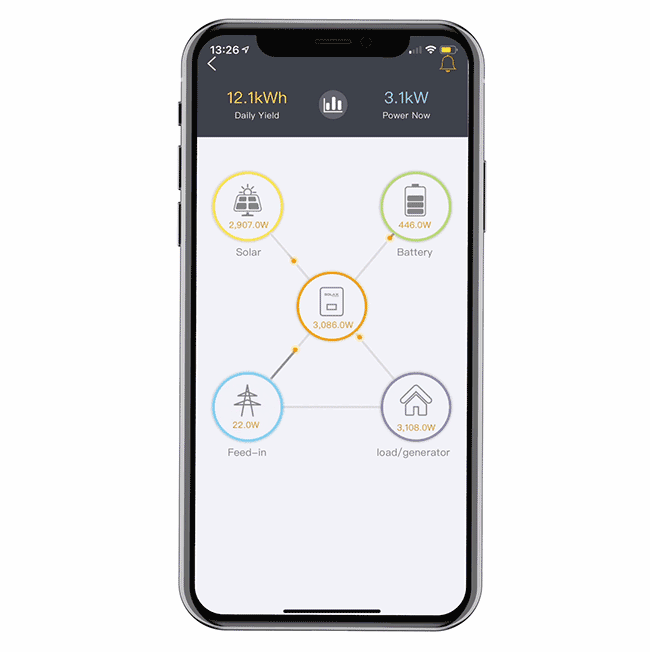 13:26
12.1kWh
3.1kW
Daily Yield
Power Now
2,907.0W
446.0W
Solar
Battery
SOLAX
3,086.0W
22.0W
3,108.0W
Feed-in
load/generator